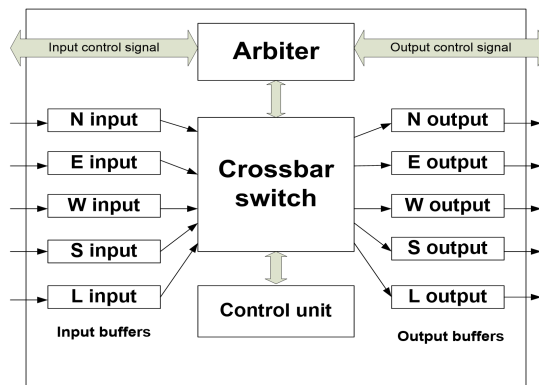 Input control signal
Arbiter
Output control signal
N input
E input
W input
S input
L input
Crossbar
switch
N output
E output
W output
S output
L output
Control unit
Input buffers
Output buffers